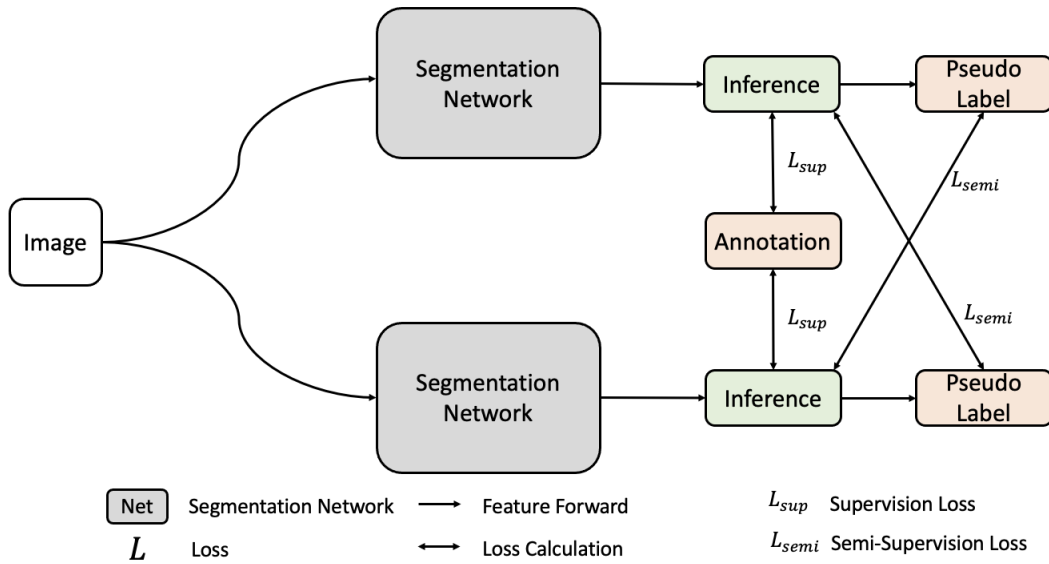 Segmentation
Network
Inference
Pseudo
Label
L_sup
L_semi
Image
Annotation
L_sup
L_semi
Segmentation
Network
Inference
Pseudo
Label
Net Segmentation Network
Feature Forward
L_sup Supervision Loss
L Loss
Loss Calculation
L_semi Semi-Supervision Loss